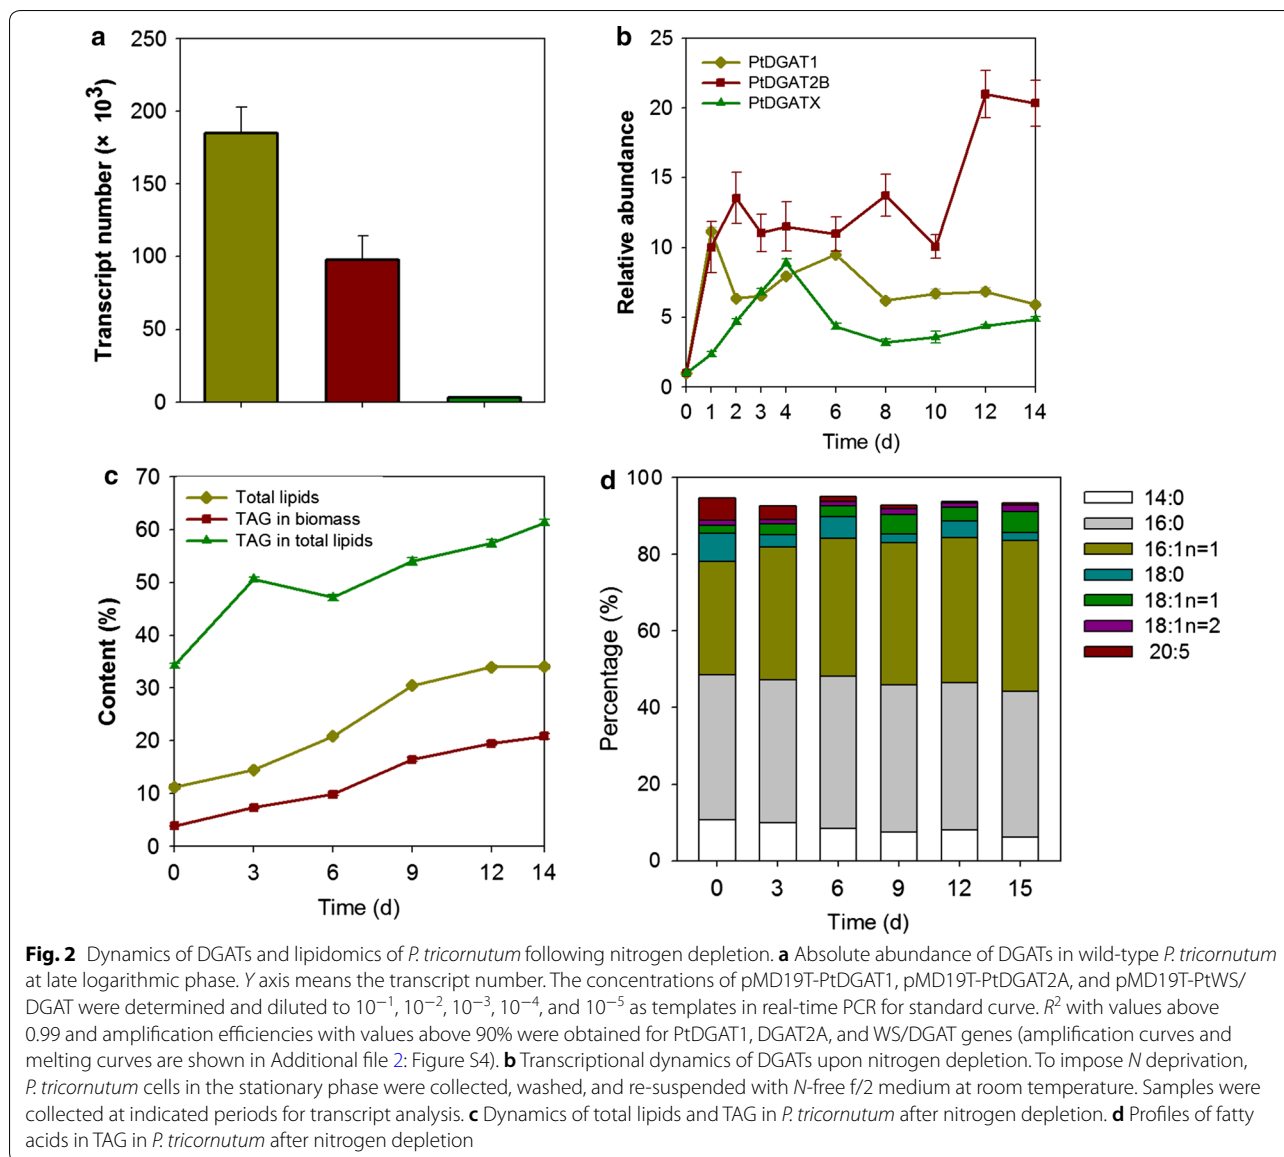 a
250
200
150
100
50
0
Transcript number (× 10³)
b
25
20
15
10
5
0
Relative abundance
PtDGAT1
PtDGAT2B
PtDGATX
0 1 2 3 4 6 8 10 12 14
Time (d)
c
70
60
50
40
30
20
10
0
Content (%)
Total lipids
TAG in biomass
TAG in total lipids
0 3 6 9 12 14
Time (d)
d
100
80
60
40
20
0
Percentage (%)
0 3 6 9 12 15
Time (d)
14:0
16:0
16:1n=1
18:0
18:1n=1
18:1n=2
20:5
Fig. 2 Dynamics of DGATs and lipidomics of P. tricornutum following nitrogen depletion. a Absolute abundance of DGATs in wild-type P. tricornutum
at late logarithmic phase. Y axis means the transcript number. The concentrations of pMD19T-PtDGAT1, pMD19T-PtDGAT2A, and pMD19T-PtWS/
DGAT were determined and diluted to 10⁻¹, 10⁻², 10⁻³, 10⁻⁴, and 10⁻⁵ as templates in real-time PCR for standard curve. R² with values above
0.99 and amplification efficiencies with values above 90% were obtained for PtDGAT1, DGAT2A, and WS/DGAT genes (amplification curves and
melting curves are shown in Additional file 2: Figure S4). b Transcriptional dynamics of DGATs upon nitrogen depletion. To impose N deprivation,
P. tricornutum cells in the stationary phase were collected, washed, and re-suspended with N-free f/2 medium at room temperature. Samples were
collected at indicated periods for transcript analysis. c Dynamics of total lipids and TAG in P. tricornutum after nitrogen depletion. d Profiles of fatty
acids in TAG in P. tricornutum after nitrogen depletion